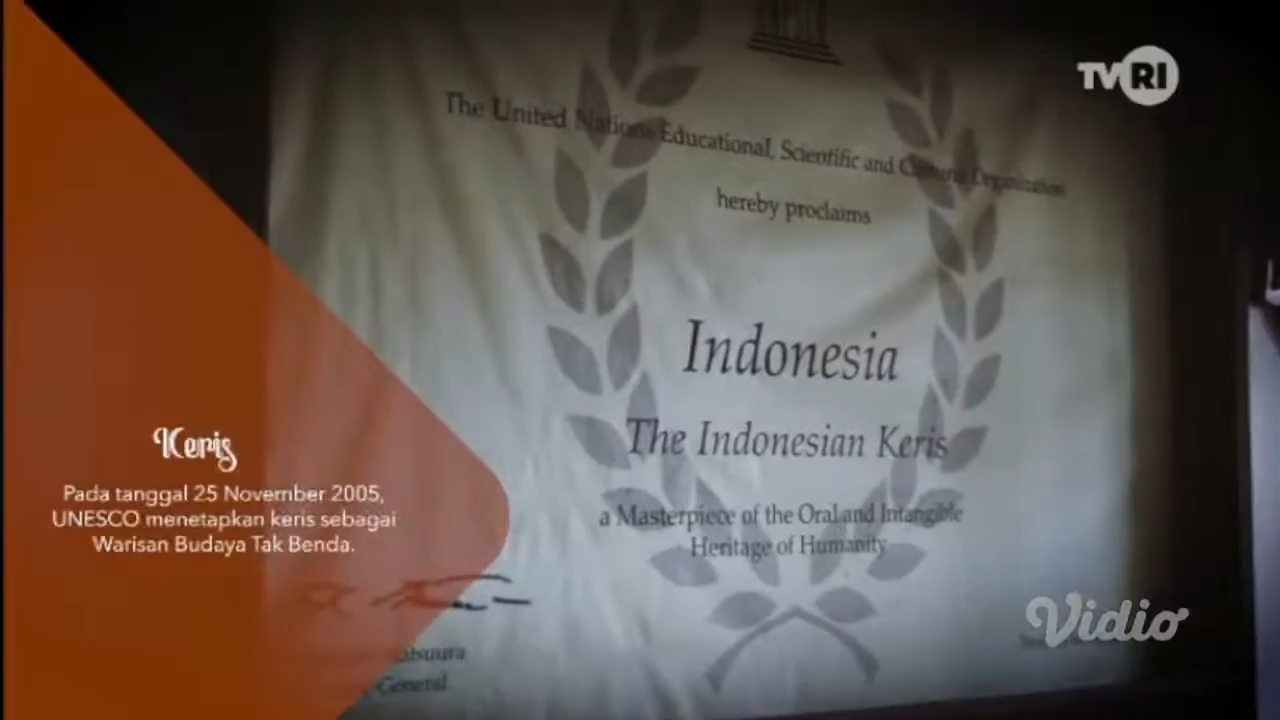 TVRI
The United Nations Educational, Scientific and Cultural Organization
hereby proclaims
Indonesia
The Indonesian Keris
a Masterpiece of the Oral and Intangible
Heritage of Humanity
Keris
Pada tanggal 25 November 2005,
UNESCO menetapkan keris sebagai
Warisan Budaya Tak Benda.
General
Vidio